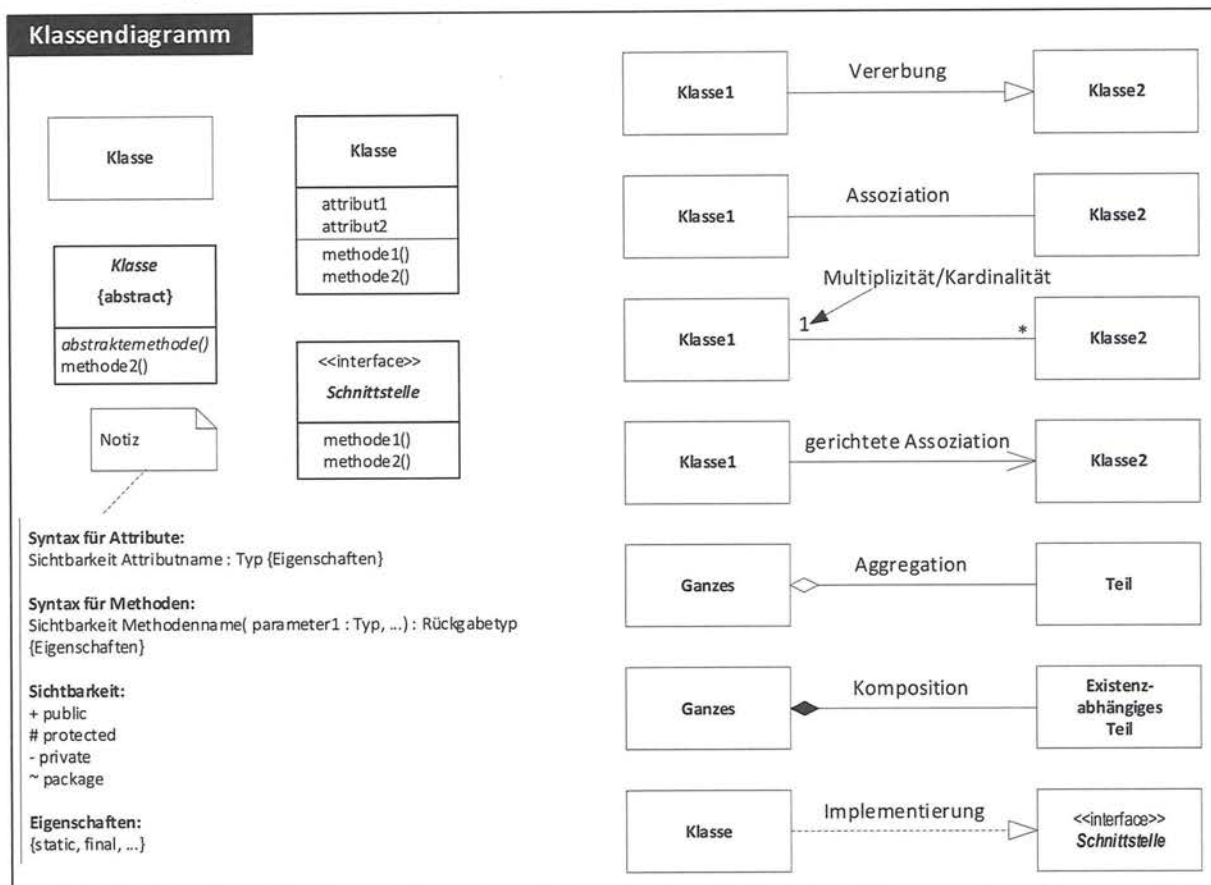 Klassendiagramm
Klasse
Klasse
attribut1
attribut2
methode1()
methode2()
Klasse
{abstract}
abstraktemethode()
methode2()
<<interface>>
Schnittstelle
methode1()
methode2()
Notiz
Syntax für Attribute:
Sichtbarkeit Attributname : Typ {Eigenschaften}
Syntax für Methoden:
Sichtbarkeit Methodenname( parameter1 : Typ, ...) : Rückgabetyp
{Eigenschaften}
Sichtbarkeit:
+ public
# protected
- private
~ package
Eigenschaften:
{static, final, ...}
Klasse1
Vererbung
Klasse2
Klasse1
Assoziation
Klasse2
Multiplizität/Kardinalität
Klasse1
1
*
Klasse2
Klasse1
gerichtete Assoziation
Klasse2
Ganzes
Aggregation
Teil
Ganzes
Komposition
Existenz-
abhängiges
Teil
Klasse
Implementierung
<<interface>>
Schnittstelle